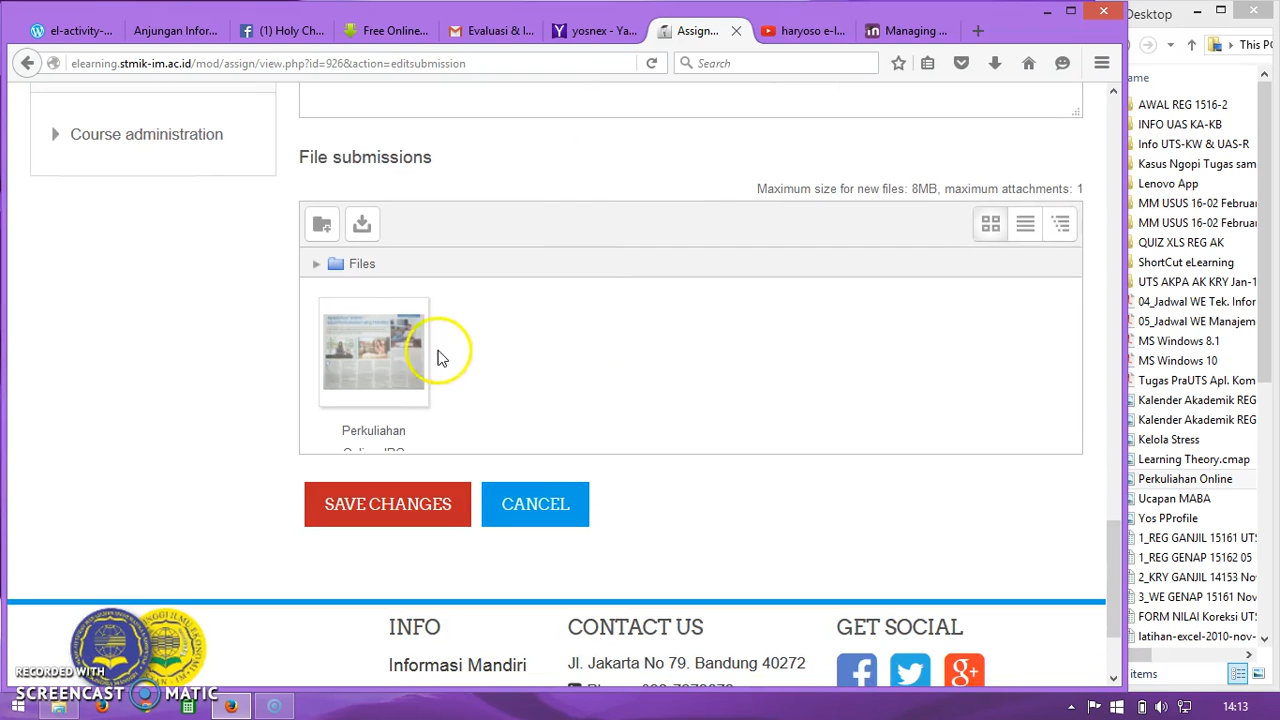 el-activity-...
Anjungan Infor...
(1) Holy Ch...
Free Online...
Evaluasi & I...
yosnex - Ya...
Assign...
haryoso e-l...
Managing ...
Desktop
elearning.stmik-im.ac.id/mod/assign/view.php?id=926&action=editsubmission
Search
This PC
ame
Course administration
File submissions
Maximum size for new files: 8MB, maximum attachments: 1
Files
Perkuliahan
SAVE CHANGES
CANCEL
INFO
CONTACT US
GET SOCIAL
Informasi Mandiri
Jl. Jakarta No 79. Bandung 40272
AWAL REG 1516-2
INFO UAS KA-KB
Info UTS-KW & UAS-R
Kasus Ngopi Tugas sam
Lenovo App
MM USUS 16-02 Februar
MM USUS 16-02 Februar
QUIZ XLS REG AK
ShortCut eLearning
UTS AKPA AK KRY Jan-1
04_Jadwal WE Tek. Infor
05_Jadwal WE Manajem
MS Windows 8.1
MS Windows 10
Tugas PraUTS Apl. Kom
Kalender Akademik REG
Kalender Akademik REG
Kelola Stress
Learning Theory.cmap
Perkuliahan Online
Ucapan MABA
Yos PProfile
1_REG GANJIL 15161 UTS
1_REG GENAP 15162 05
2_KRY GANJIL 14153 Nov
3_WE GENAP 15161 Nov
FORM NILAI Koreksi UTS
latihan-excel-2010-nov-
items
RECORDED WITH
SCREENCAST MATIC
14:13